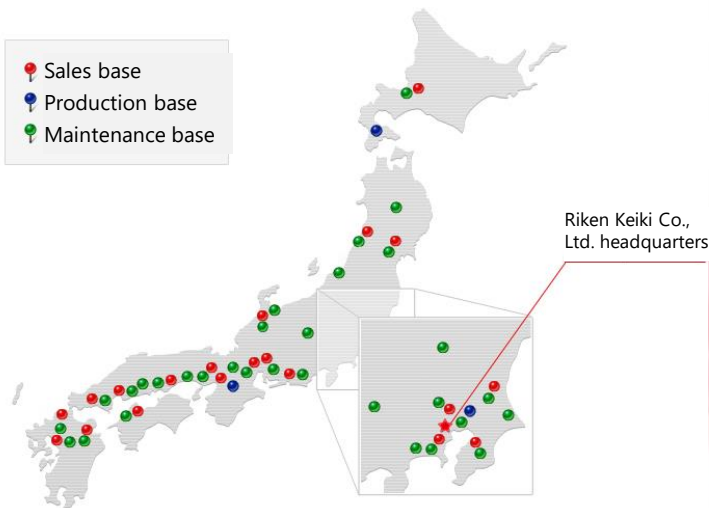 Sales base
Production base
Maintenance base
Riken Keiki Co.,
Ltd. headquarters